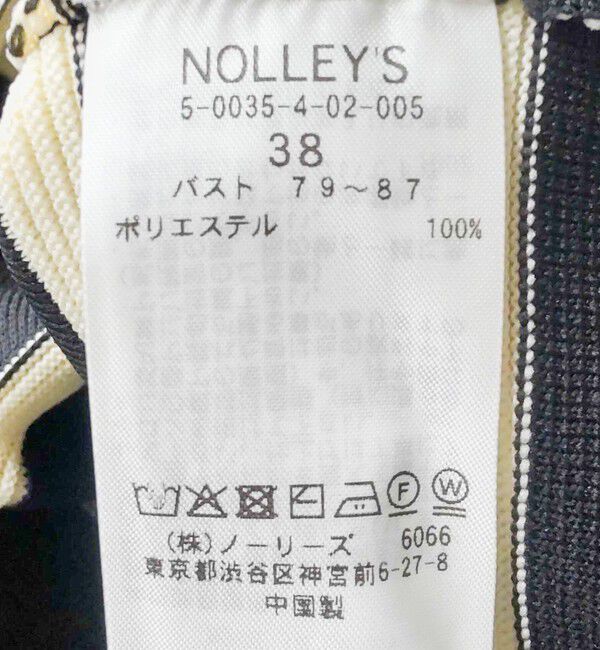 NOLLEY'S
5-0035-4-02-005
38
バスト 79～87
ポリエステル 100%
F W
(株)ノーリーズ 6066
東京都渋谷区神宮前6-27-8
中国製